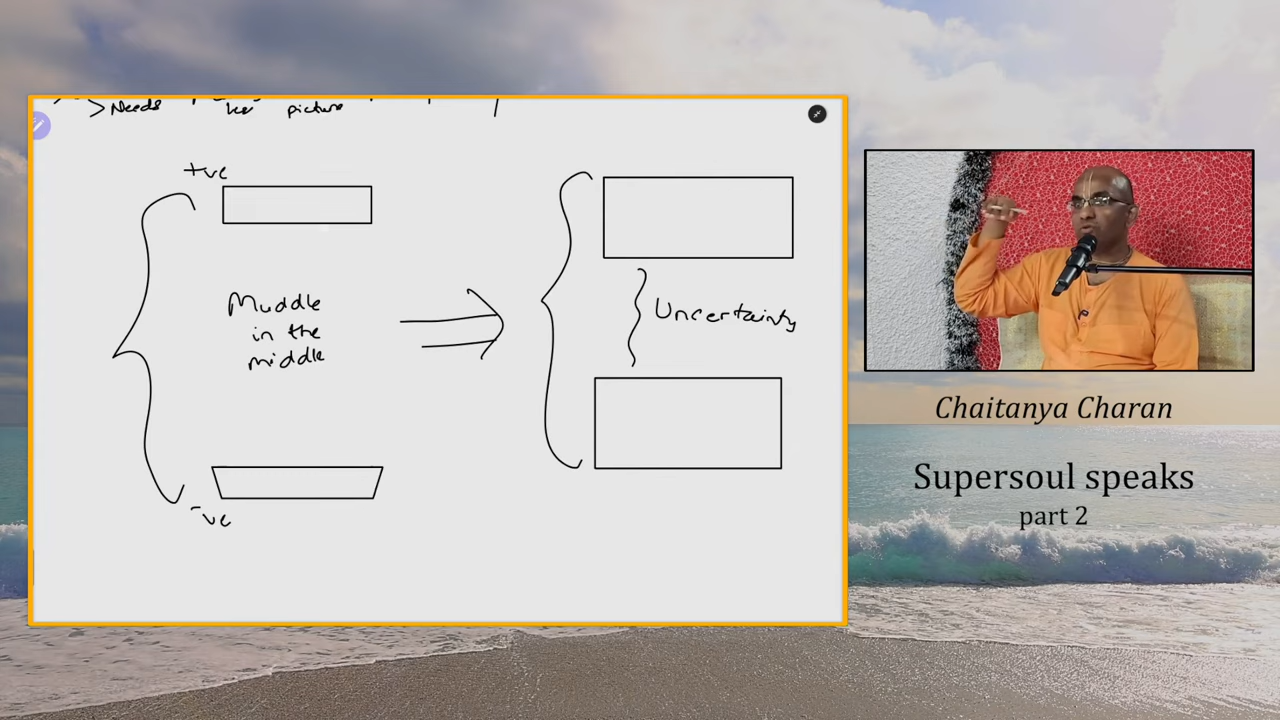 >Needs picture
+ve
Muddle
in the
middle
-ve
Uncertainty
Chaitanya Charan
Supersoul speaks
part 2